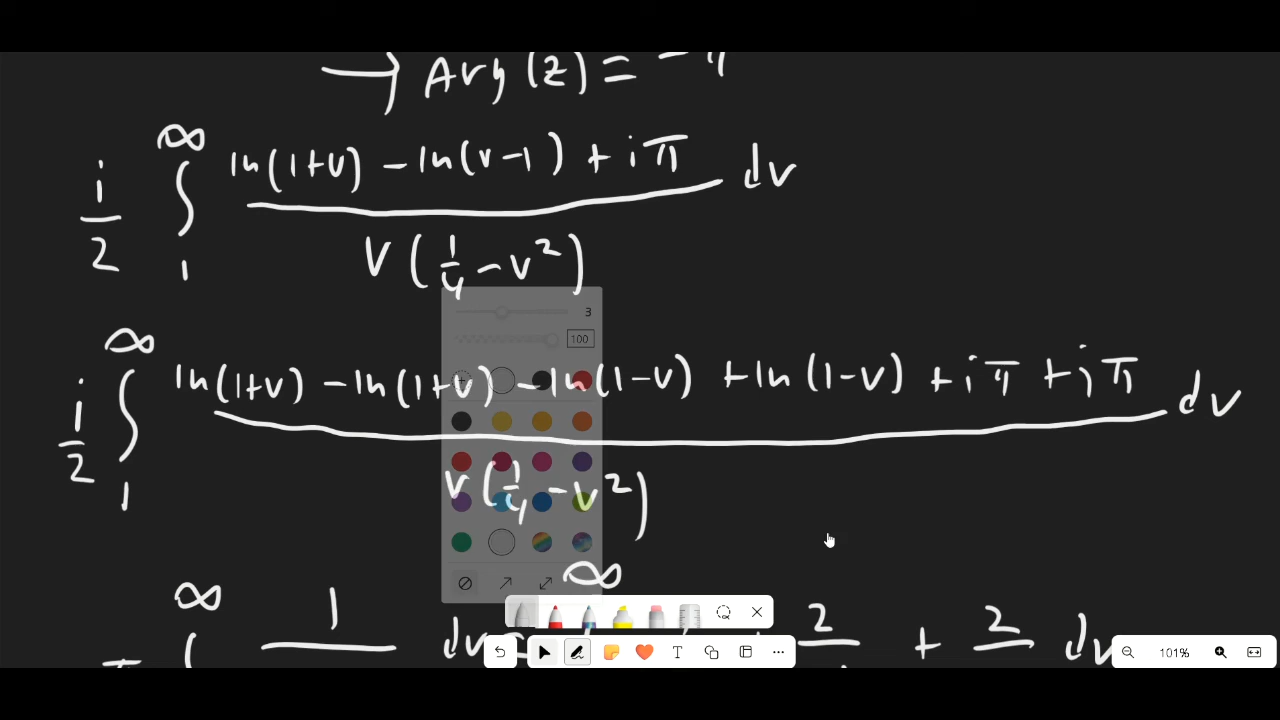 → Arg(z) = -π
i/2 ∫₁^∞ (ln(1+v) - ln(v-1) + iπ) / (v(1/4 - v²)) dv
i/2 ∫₁^∞ (ln(1+v) - ln(1+v) - ln(1-v) + ln(1-v) + iπ + iπ) / (v(1/4 - v²)) dv
∞ 1 dv = ∞ 2 + 2 dv
3
100
101%